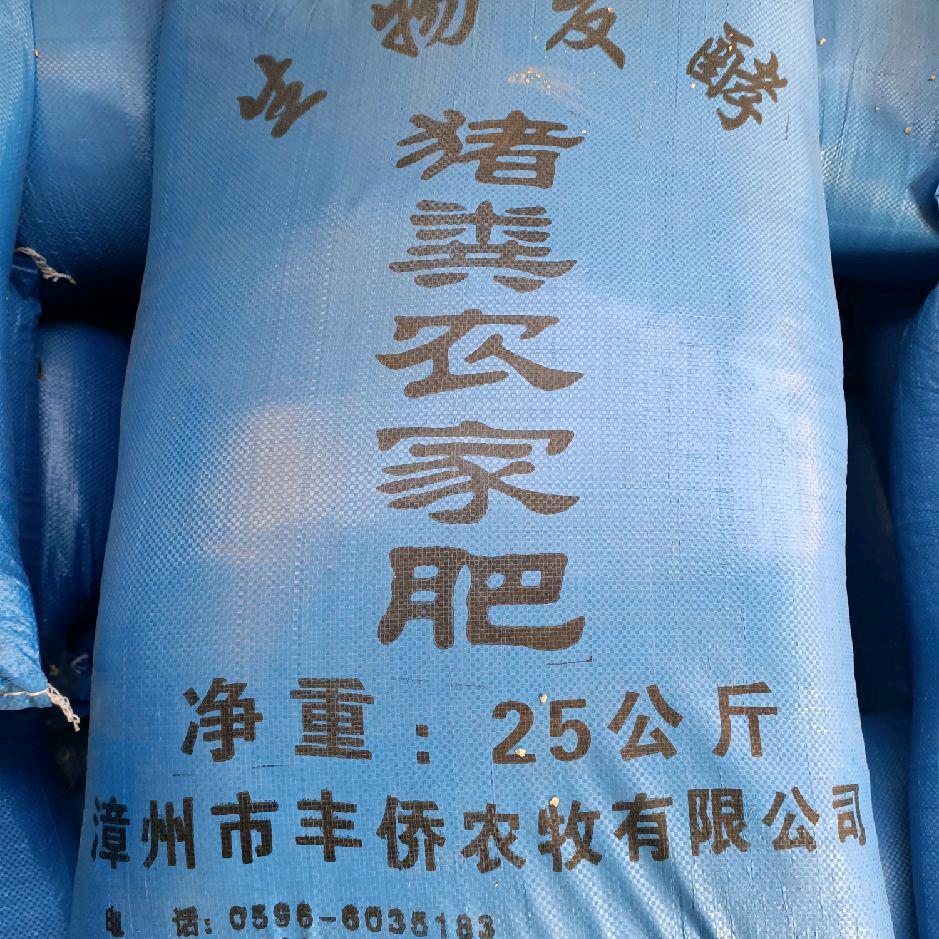 生物发酵
猪粪农家肥
净重：25公斤
漳州市丰侨农牧有限公司
电 话：0596-6035183